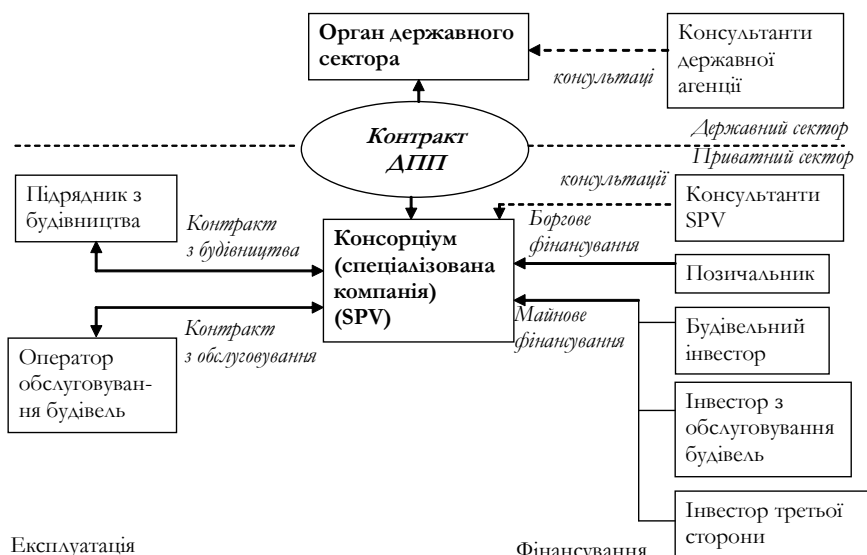 Орган державного
сектора
Консультанти
державної
агенції
консультаці
Контракт
ДПП
Державний сектор
Приватний сектор
Підрядник з
будівництва
Контракт
з будівництва
консультації
Консультанти
SPV
Консорціум
(спеціалізована
компанія)
(SPV)
Боргове
фінансування
Позичальник
Майнове
фінансування
Контракт
з обслуговування
Оператор
обслуговуван-
ня будівель
Будівельний
інвестор
Інвестор з
обслуговування
будівель
Інвестор третьої
сторони
Експлуатація
Фінансування